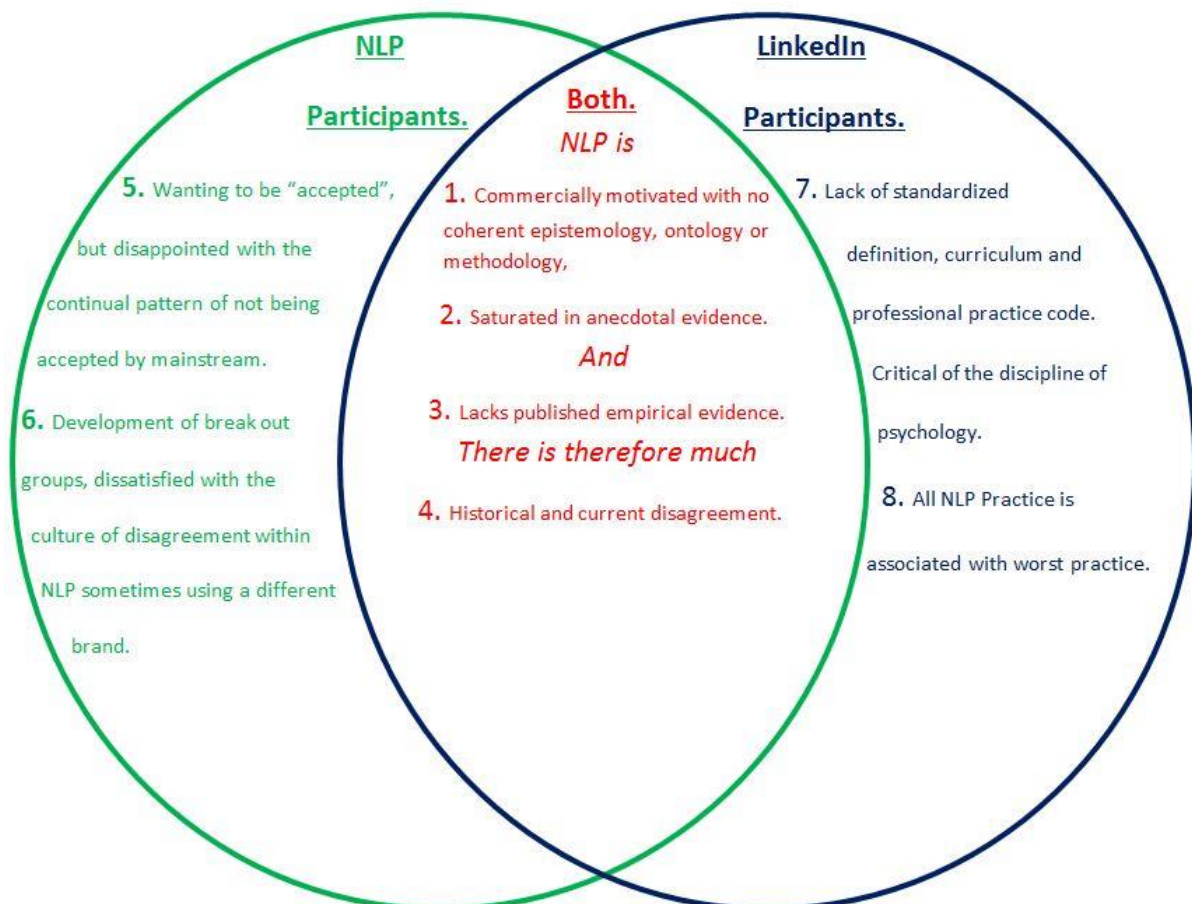 NLP
Participants.
5. Wanting to be “accepted”,
but disappointed with the
continual pattern of not being
accepted by mainstream.
6. Development of break out
groups, dissatisfied with the
culture of disagreement within
NLP sometimes using a different
brand.
Both.
NLP is
1. Commercially motivated with no
coherent epistemology, ontology or
methodology,
2. Saturated in anecdotal evidence.
And
3. Lacks published empirical evidence.
There is therefore much
4. Historical and current disagreement.
LinkedIn
Participants.
7. Lack of standardized
definition, curriculum and
professional practice code.
Critical of the discipline of
psychology.
8. All NLP Practice is
associated with worst practice.